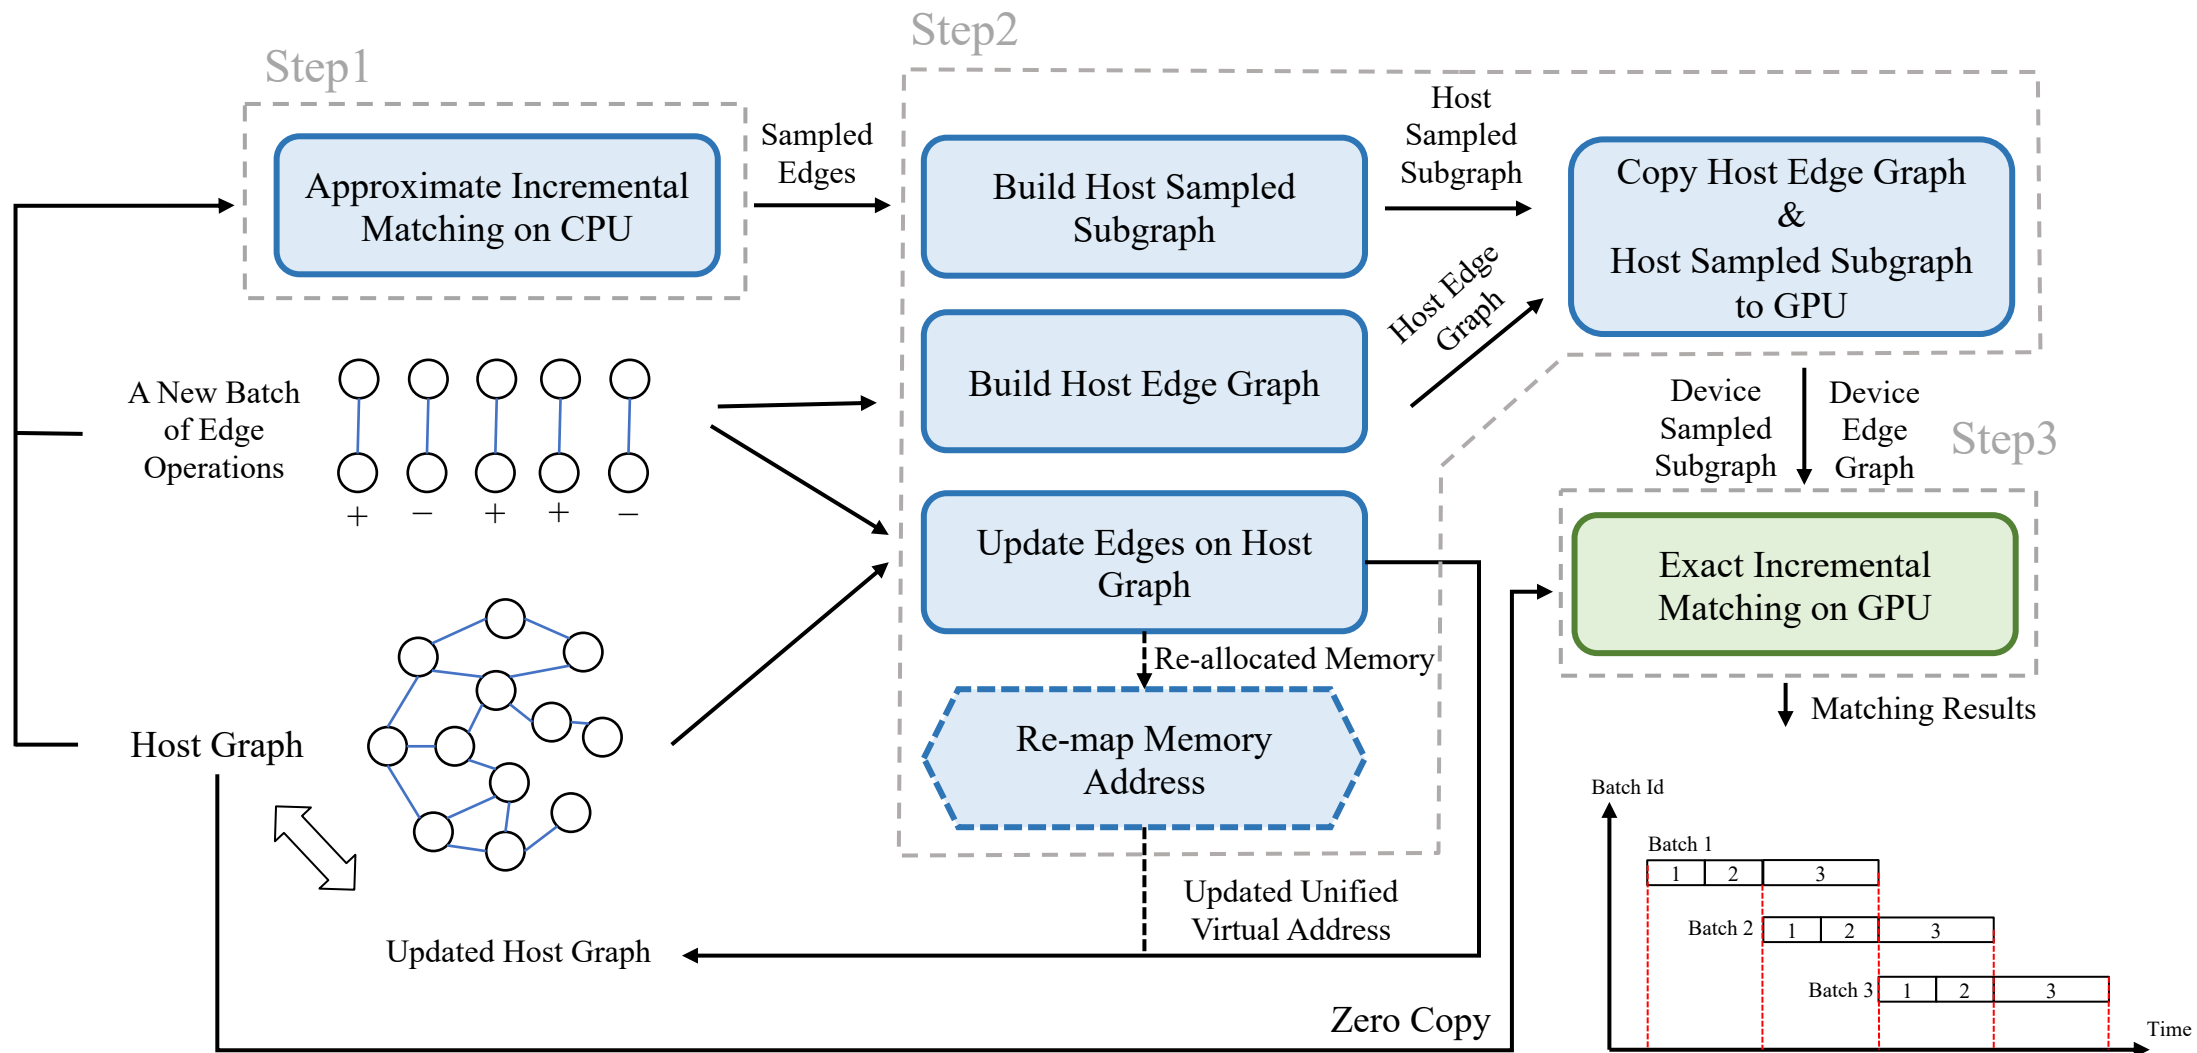 Step1
Step2
Approximate Incremental
Matching on CPU
Sampled
Edges
Build Host Sampled
Subgraph
Host
Sampled
Subgraph
Copy Host Edge Graph
&
Host Sampled Subgraph
to GPU
A New Batch
of Edge
Operations
+ − + + −
Build Host Edge Graph
Host Edge
Graph
Device
Sampled
Subgraph
Device
Edge
Graph
Step3
Update Edges on Host
Graph
Exact Incremental
Matching on GPU
Re-allocated Memory
Matching Results
Re-map Memory
Address
Host Graph
Updated Unified
Virtual Address
Updated Host Graph
Zero Copy
Batch Id
Batch 1
1 2 3
Batch 2 1 2 3
Batch 3 1 2 3
Time